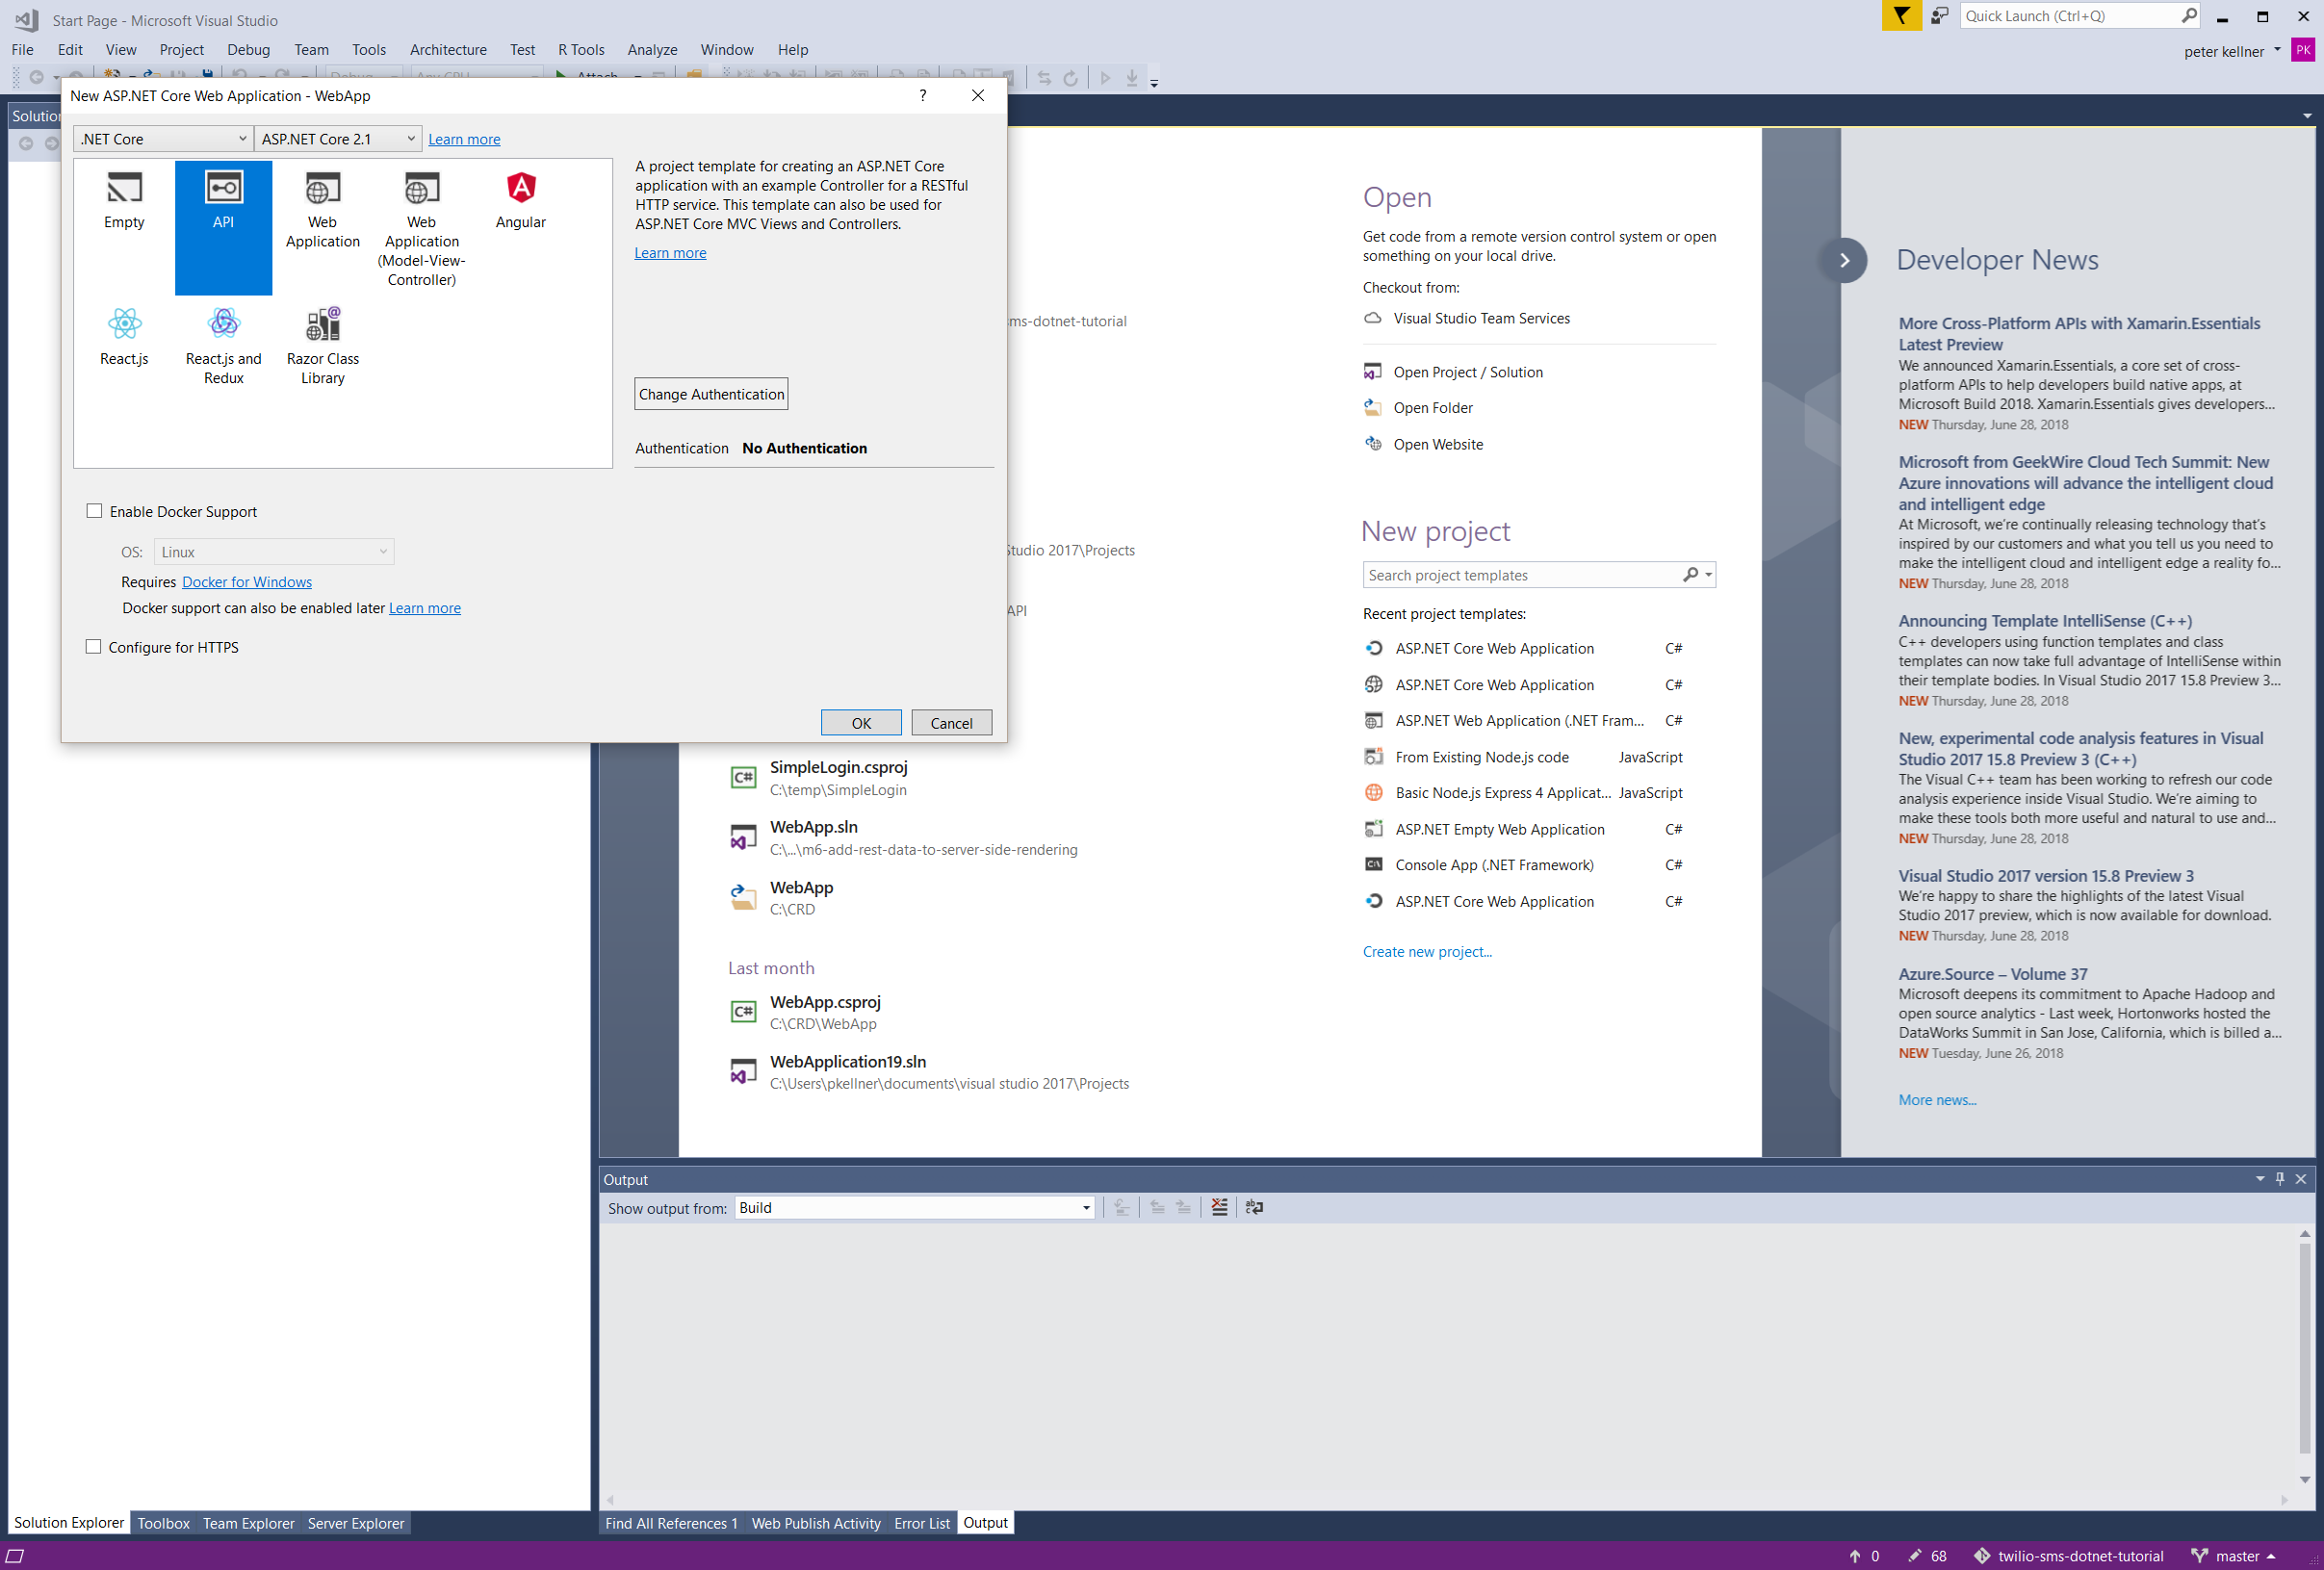 Start Page - Microsoft Visual Studio
Quick Launch (Ctrl+Q)
File Edit View Project Debug Team Tools Architecture Test R Tools Analyze Window Help
peter kellner PK
Debug Any CPU Attach
New ASP.NET Core Web Application - WebApp ?
.NET Core ASP.NET Core 2.1 Learn more
Empty
API
Web
Application
Web
Application
(Model-View-
Controller)
Angular
React.js
React.js and
Redux
Razor Class
Library
A project template for creating an ASP.NET Core
application with an example Controller for a RESTful
HTTP service. This template can also be used for
ASP.NET Core MVC Views and Controllers.
Learn more
Change Authentication
Authentication No Authentication
Enable Docker Support
OS: Linux
Requires Docker for Windows
Docker support can also be enabled later Learn more
Configure for HTTPS
OK Cancel
sms-dotnet-tutorial
Studio 2017\Projects
API
SimpleLogin.csproj
C:\temp\SimpleLogin
WebApp.sln
C:\...\m6-add-rest-data-to-server-side-rendering
WebApp
C:\CRD
Last month
WebApp.csproj
C:\CRD\WebApp
WebApplication19.sln
C:\Users\pkellner\documents\visual studio 2017\Projects
Open
Get code from a remote version control system or open
something on your local drive.
Checkout from:
Visual Studio Team Services
Open Project / Solution
Open Folder
Open Website
New project
Search project templates
Recent project templates:
ASP.NET Core Web Application C#
ASP.NET Core Web Application C#
ASP.NET Web Application (.NET Fram... C#
From Existing Node.js code JavaScript
Basic Node.js Express 4 Applicat... JavaScript
ASP.NET Empty Web Application C#
Console App (.NET Framework) C#
ASP.NET Core Web Application C#
Create new project...
Developer News
More Cross-Platform APIs with Xamarin.Essentials
Latest Preview
We announced Xamarin.Essentials, a core set of cross-
platform APIs to help developers build native apps, at
Microsoft Build 2018. Xamarin.Essentials gives developers...
NEW Thursday, June 28, 2018
Microsoft from GeekWire Cloud Tech Summit: New
Azure innovations will advance the intelligent cloud
and intelligent edge
At Microsoft, we're continually releasing technology that's
inspired by our customers and what you tell us you need to
make the intelligent cloud and intelligent edge a reality fo...
NEW Thursday, June 28, 2018
Announcing Template IntelliSense (C++)
C++ developers using function templates and class
templates can now take full advantage of IntelliSense within
their template bodies. In Visual Studio 2017 15.8 Preview 3...
NEW Thursday, June 28, 2018
New, experimental code analysis features in Visual
Studio 2017 15.8 Preview 3 (C++)
The Visual C++ team has been working to refresh our code
analysis experience inside Visual Studio. We're aiming to
make these tools both more useful and natural to use and...
NEW Thursday, June 28, 2018
Visual Studio 2017 version 15.8 Preview 3
We're happy to share the highlights of the latest Visual
Studio 2017 preview, which is now available for download.
NEW Thursday, June 28, 2018
Azure.Source – Volume 37
Microsoft deepens its commitment to Apache Hadoop and
open source analytics - Last week, Hortonworks hosted the
DataWorks Summit in San Jose, California, which is billed a...
NEW Tuesday, June 26, 2018
More news...
Output
Show output from: Build
Solution Explorer Toolbox Team Explorer Server Explorer
Find All References 1 Web Publish Activity Error List Output
0 68 twilio-sms-dotnet-tutorial master